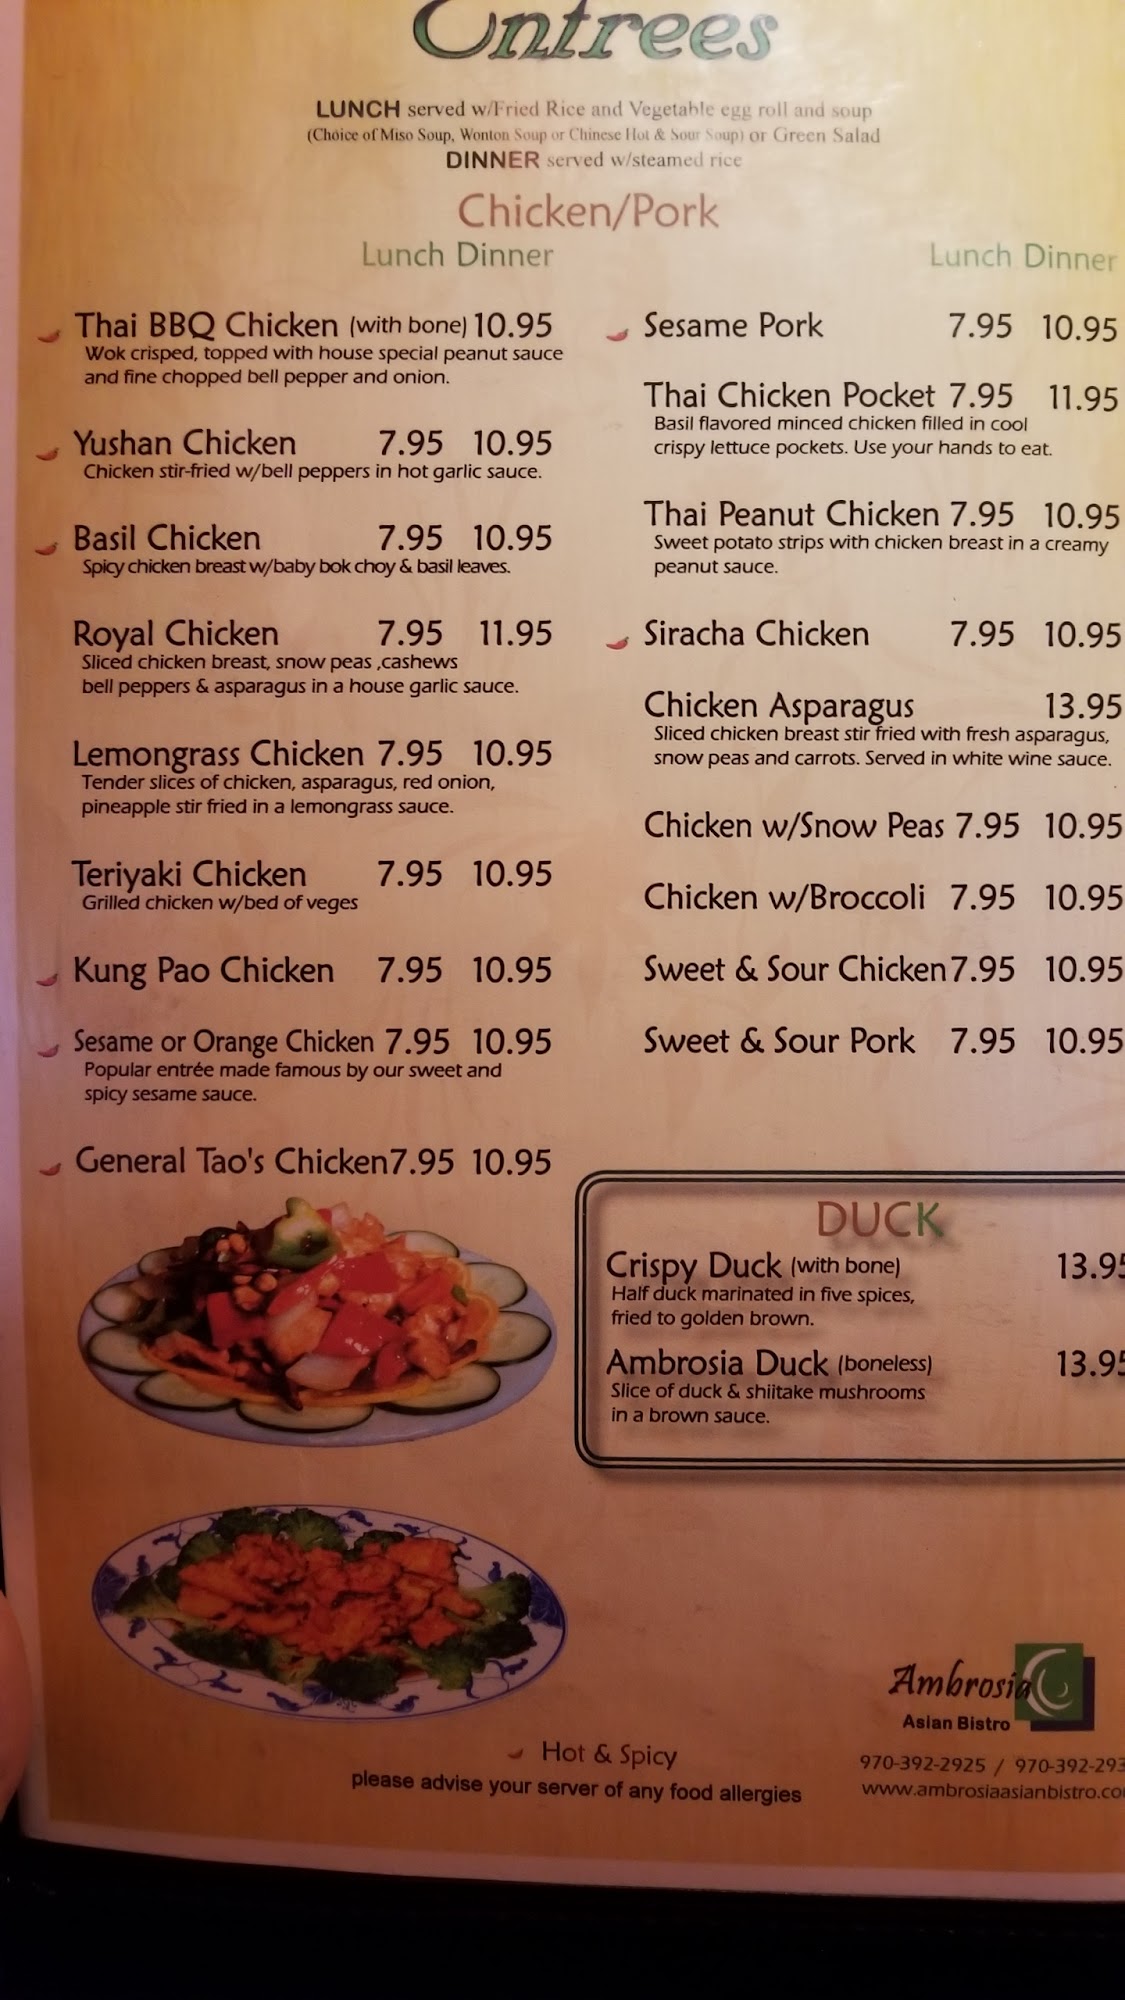 Entrees
LUNCH served w/Fried Rice and Vegetable egg roll and soup
(Choice of Miso Soup, Wonton Soup or Chinese Hot & Sour Soup) or Green Salad
DINNER served w/steamed rice
Chicken/Pork
Lunch Dinner
Thai BBQ Chicken (with bone) 10.95
Wok crisped, topped with house special peanut sauce
and fine chopped bell pepper and onion.
Yushan Chicken 7.95 10.95
Chicken stir-fried w/bell peppers in hot garlic sauce.
Basil Chicken 7.95 10.95
Spicy chicken breast w/baby bok choy & basil leaves.
Royal Chicken 7.95 11.95
Sliced chicken breast, snow peas ,cashews
bell peppers & asparagus in a house garlic sauce.
Lemongrass Chicken 7.95 10.95
Tender slices of chicken, asparagus, red onion,
pineapple stir fried in a lemongrass sauce.
Teriyaki Chicken 7.95 10.95
Grilled chicken w/bed of veges
Kung Pao Chicken 7.95 10.95
Sesame or Orange Chicken 7.95 10.95
Popular entrée made famous by our sweet and
spicy sesame sauce.
General Tao's Chicken 7.95 10.95
Lunch Dinner
Sesame Pork 7.95 10.95
Thai Chicken Pocket 7.95 11.95
Basil flavored minced chicken filled in cool
crispy lettuce pockets. Use your hands to eat.
Thai Peanut Chicken 7.95 10.95
Sweet potato strips with chicken breast in a creamy
peanut sauce.
Siracha Chicken 7.95 10.95
Chicken Asparagus 13.95
Sliced chicken breast stir fried with fresh asparagus,
snow peas and carrots. Served in white wine sauce.
Chicken w/Snow Peas 7.95 10.95
Chicken w/Broccoli 7.95 10.95
Sweet & Sour Chicken 7.95 10.95
Sweet & Sour Pork 7.95 10.95
DUCK
Crispy Duck (with bone) 13.95
Half duck marinated in five spices,
fried to golden brown.
Ambrosia Duck (boneless) 13.95
Slice of duck & shiitake mushrooms
in a brown sauce.
Ambrosia
Asian Bistro
970-392-2925 / 970-392-293
www.ambrosiaasianbistro.co
Hot & Spicy
please advise your server of any food allergies